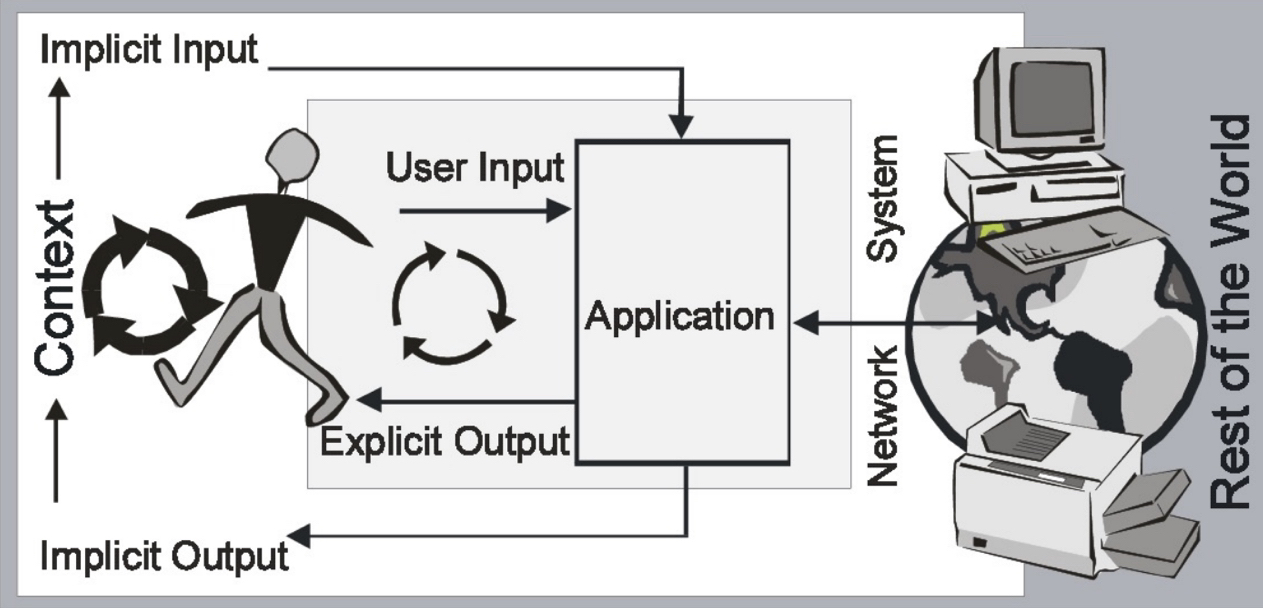 Implicit Input
Context
User Input
Application
Explicit Output
Implicit Output
System
Network
Rest of the World